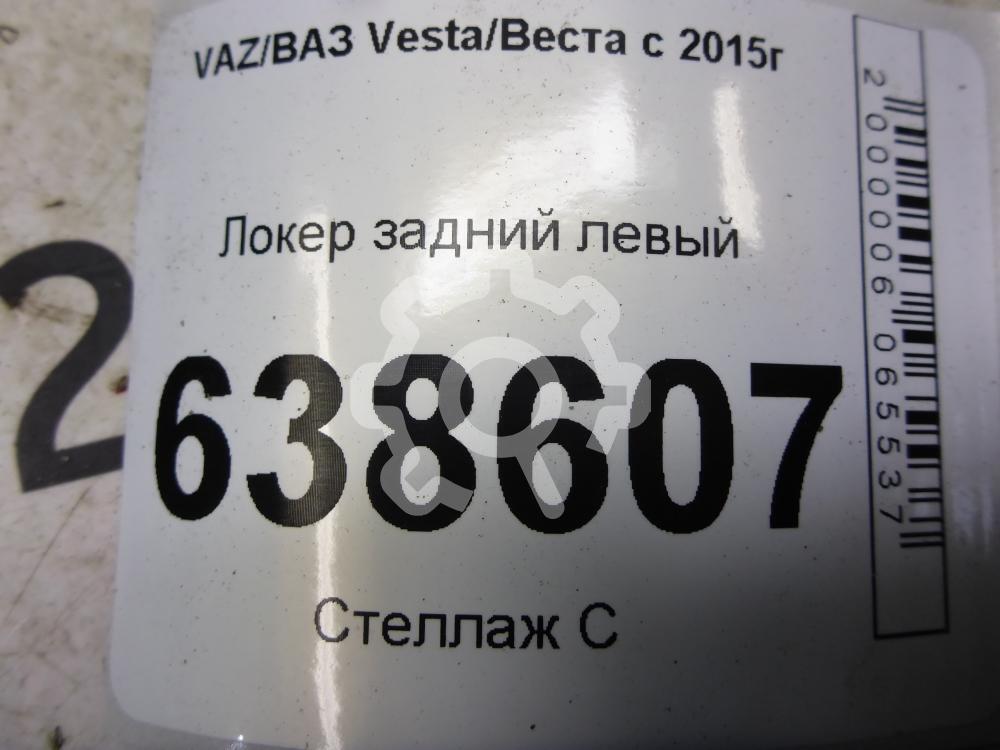 VAZ/ВАЗ Vesta/Веста с 2015г
Локер задний левый
638607
Стеллаж С
2000006065537
2